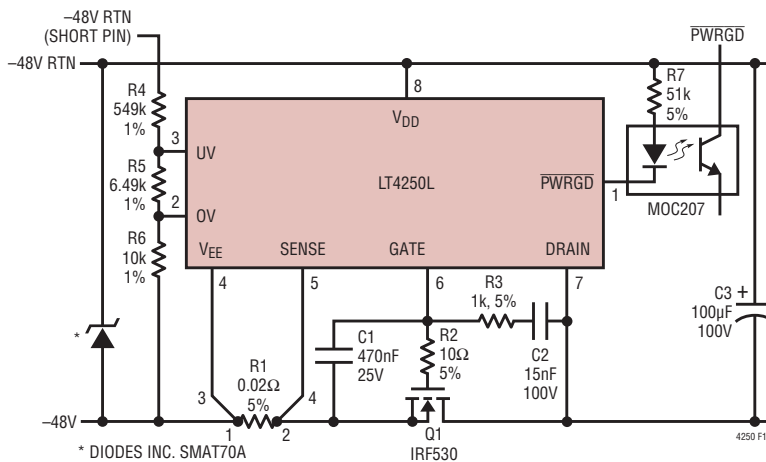 –48V RTN
(SHORT PIN)
–48V RTN
PWRGD
R4
549k
1%
8
R7
51k
5%
VDD
3
UV
R5
6.49k
1%
LT4250L
PWRGD
1
MOC207
2
OV
R6
10k
1%
VEE
SENSE
GATE
DRAIN
4
5
6
7
R3
1k, 5%
C3
100µF
100V
+
*
C1
470nF
25V
R2
10Ω
5%
C2
15nF
100V
R1
0.02Ω
5%
3
4
–48V
1
2
Q1
IRF530
* DIODES INC. SMAT70A